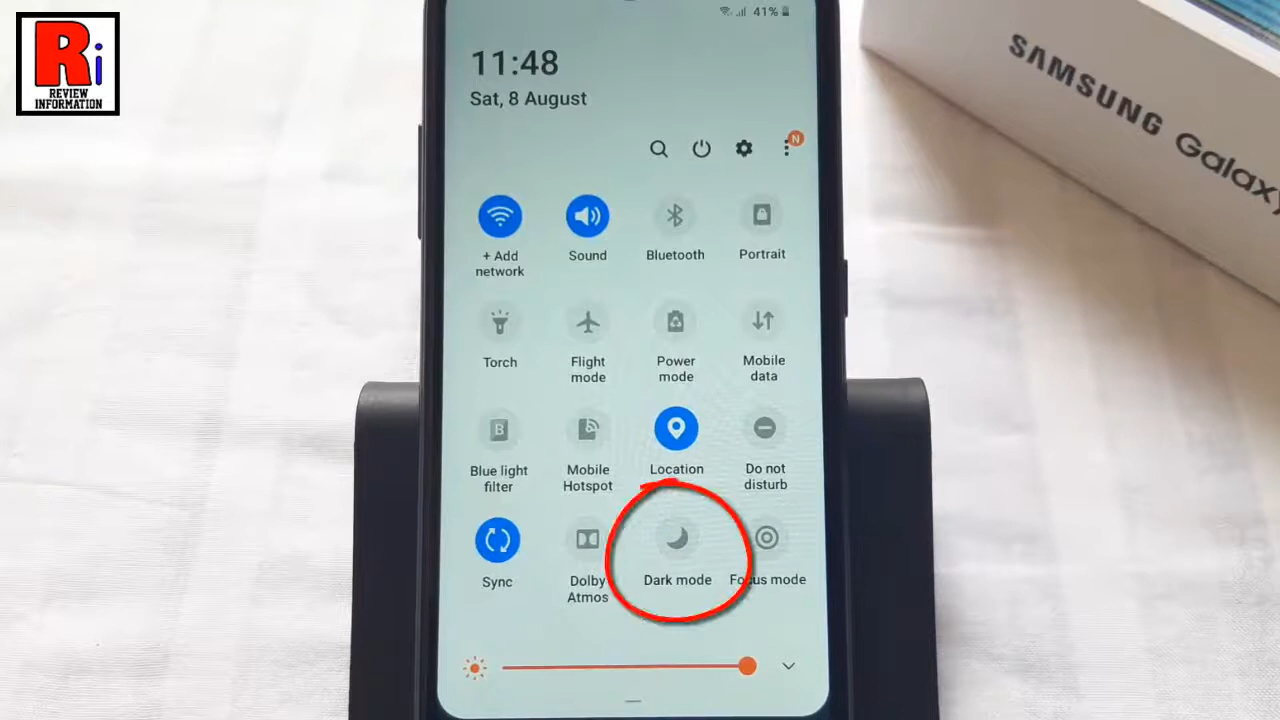 Ri
REVIEW
INFORMATION
41%
11:48
Sat, 8 August
N
SAMSUNG Galaxy
+ Add
network
Sound
Bluetooth
Portrait
Torch
Flight
mode
Power
mode
Mobile
data
B
Blue light
filter
Mobile
Hotspot
Location
Do not
disturb
Sync
Dolby
Atmos
Dark mode
Focus mode